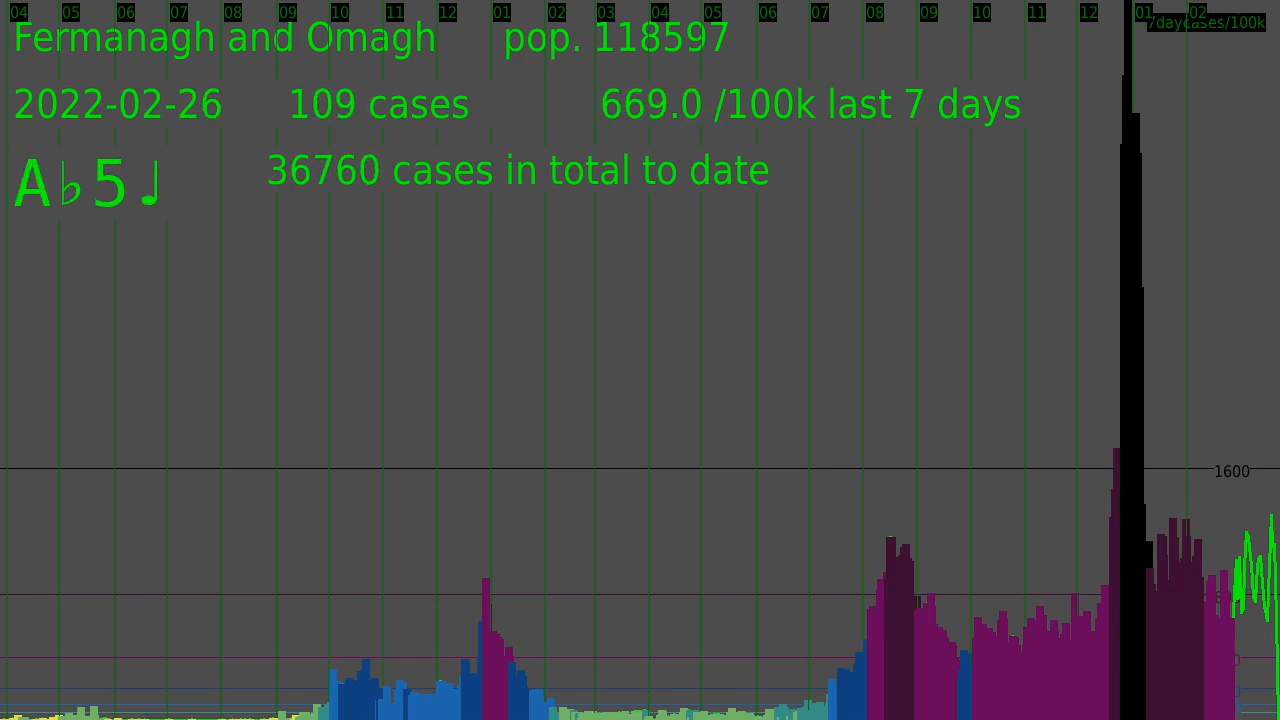 04 05 06 07 08 09 10 11 12 01 02 03 04 05 06 07 08 09 10 11 12 01 02
7daycases/100k
Fermanagh and Omagh pop. 118597
2022-02-26 109 cases 669.0 /100k last 7 days
A♭5♩ 36760 cases in total to date
1600